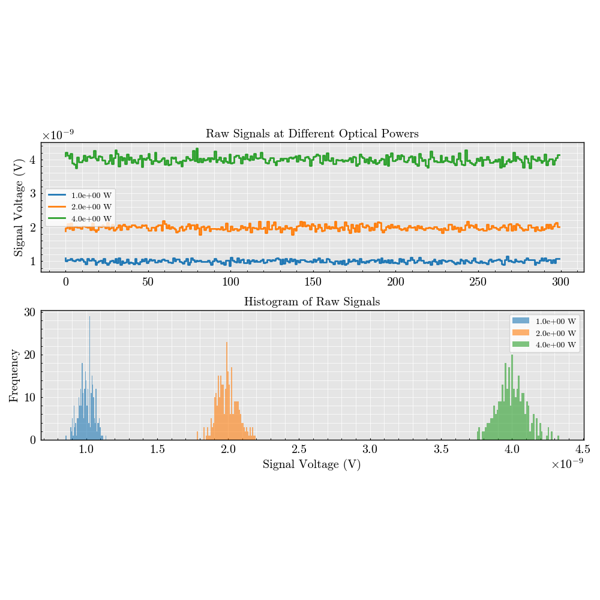 Raw Signals at Different Optical Powers
×10⁻⁹
Signal Voltage (V)
4
3
2
1
1.0e+00 W
2.0e+00 W
4.0e+00 W
0 50 100 150 200 250 300
Histogram of Raw Signals
Frequency
30
20
10
0
1.0e+00 W
2.0e+00 W
4.0e+00 W
1.0 1.5 2.0 2.5 3.0 3.5 4.0 4.5
Signal Voltage (V)
×10⁻⁹